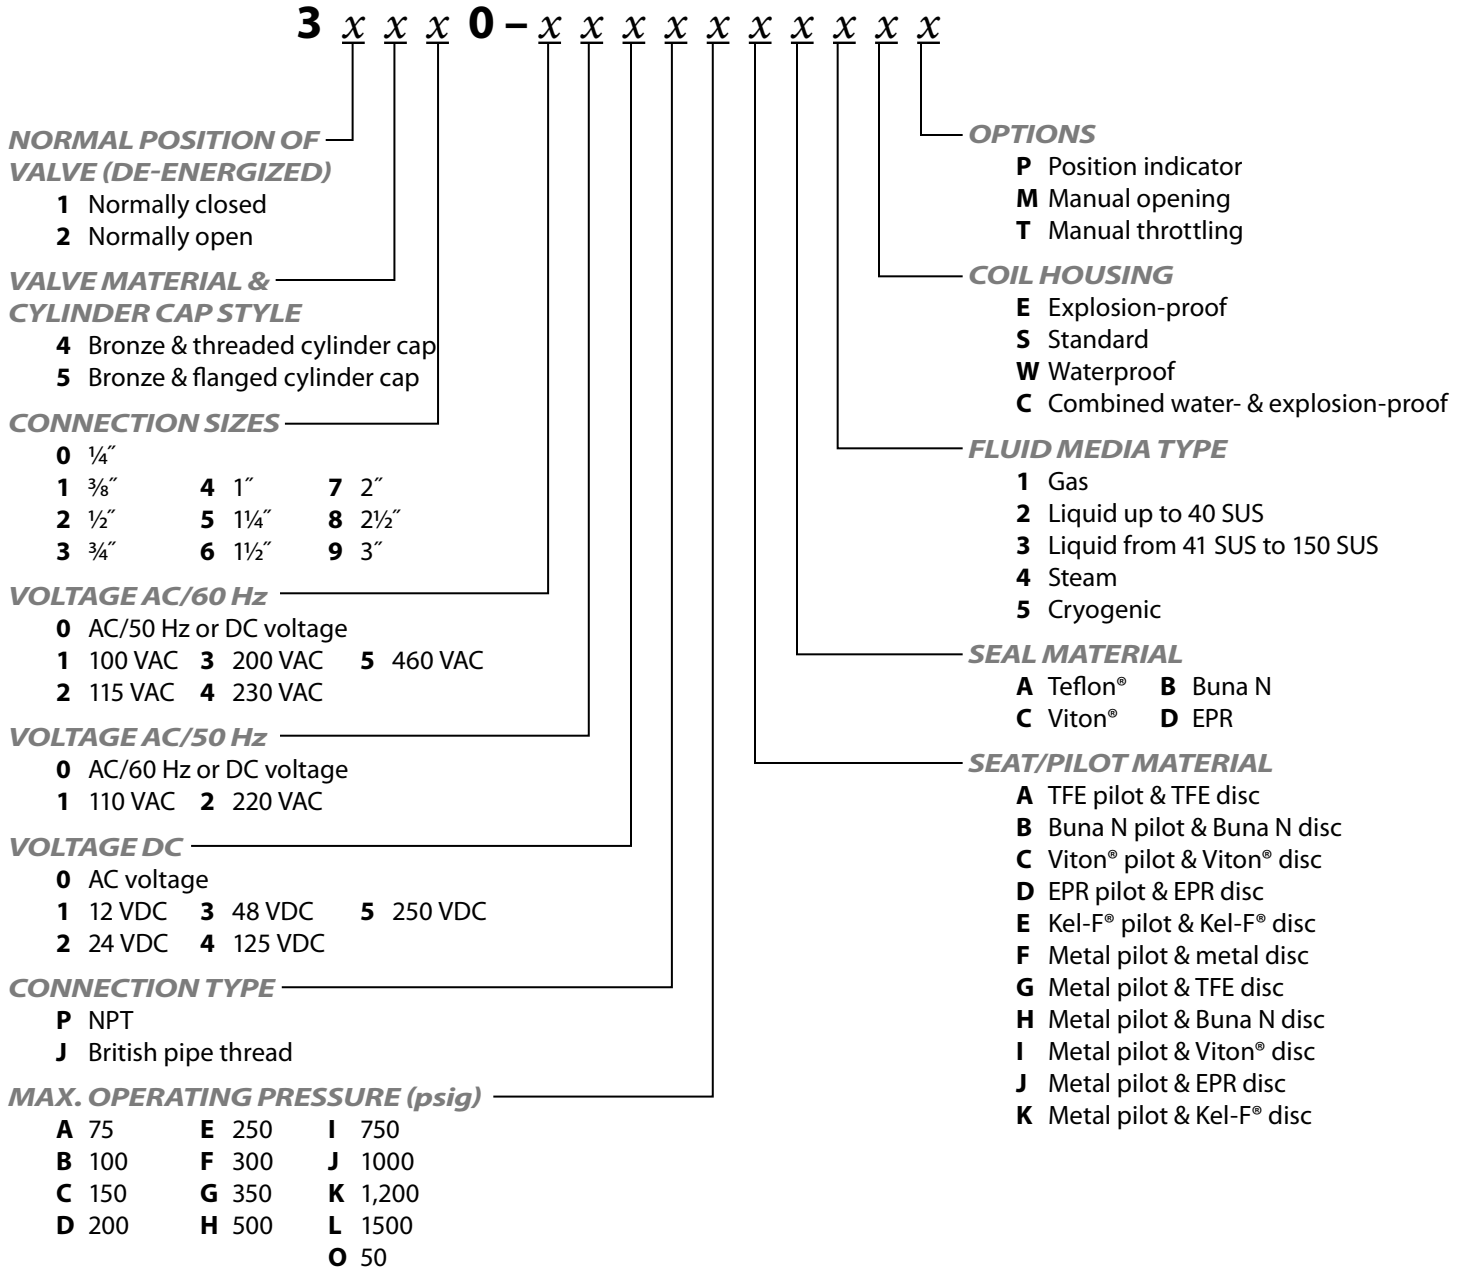 3 x x x 0 – x x x x x x x x x x
NORMAL POSITION OF
VALVE (DE-ENERGIZED)
1 Normally closed
2 Normally open
VALVE MATERIAL &
CYLINDER CAP STYLE
4 Bronze & threaded cylinder cap
5 Bronze & flanged cylinder cap
CONNECTION SIZES
0 ¼˝
1 ⅜˝ 4 1˝ 7 2˝
2 ½˝ 5 1¼˝ 8 2½˝
3 ¾˝ 6 1½˝ 9 3˝
VOLTAGE AC/60 Hz
0 AC/50 Hz or DC voltage
1 100 VAC 3 200 VAC 5 460 VAC
2 115 VAC 4 230 VAC
VOLTAGE AC/50 Hz
0 AC/60 Hz or DC voltage
1 110 VAC 2 220 VAC
VOLTAGE DC
0 AC voltage
1 12 VDC 3 48 VDC 5 250 VDC
2 24 VDC 4 125 VDC
CONNECTION TYPE
P NPT
J British pipe thread
MAX. OPERATING PRESSURE (psig)
A 75 E 250 I 750
B 100 F 300 J 1000
C 150 G 350 K 1,200
D 200 H 500 L 1500
O 50
OPTIONS
P Position indicator
M Manual opening
T Manual throttling
COIL HOUSING
E Explosion-proof
S Standard
W Waterproof
C Combined water- & explosion-proof
FLUID MEDIA TYPE
1 Gas
2 Liquid up to 40 SUS
3 Liquid from 41 SUS to 150 SUS
4 Steam
5 Cryogenic
SEAL MATERIAL
A Teflon® B Buna N
C Viton® D EPR
SEAT/PILOT MATERIAL
A TFE pilot & TFE disc
B Buna N pilot & Buna N disc
C Viton® pilot & Viton® disc
D EPR pilot & EPR disc
E Kel-F® pilot & Kel-F® disc
F Metal pilot & metal disc
G Metal pilot & TFE disc
H Metal pilot & Buna N disc
I Metal pilot & Viton® disc
J Metal pilot & EPR disc
K Metal pilot & Kel-F® disc